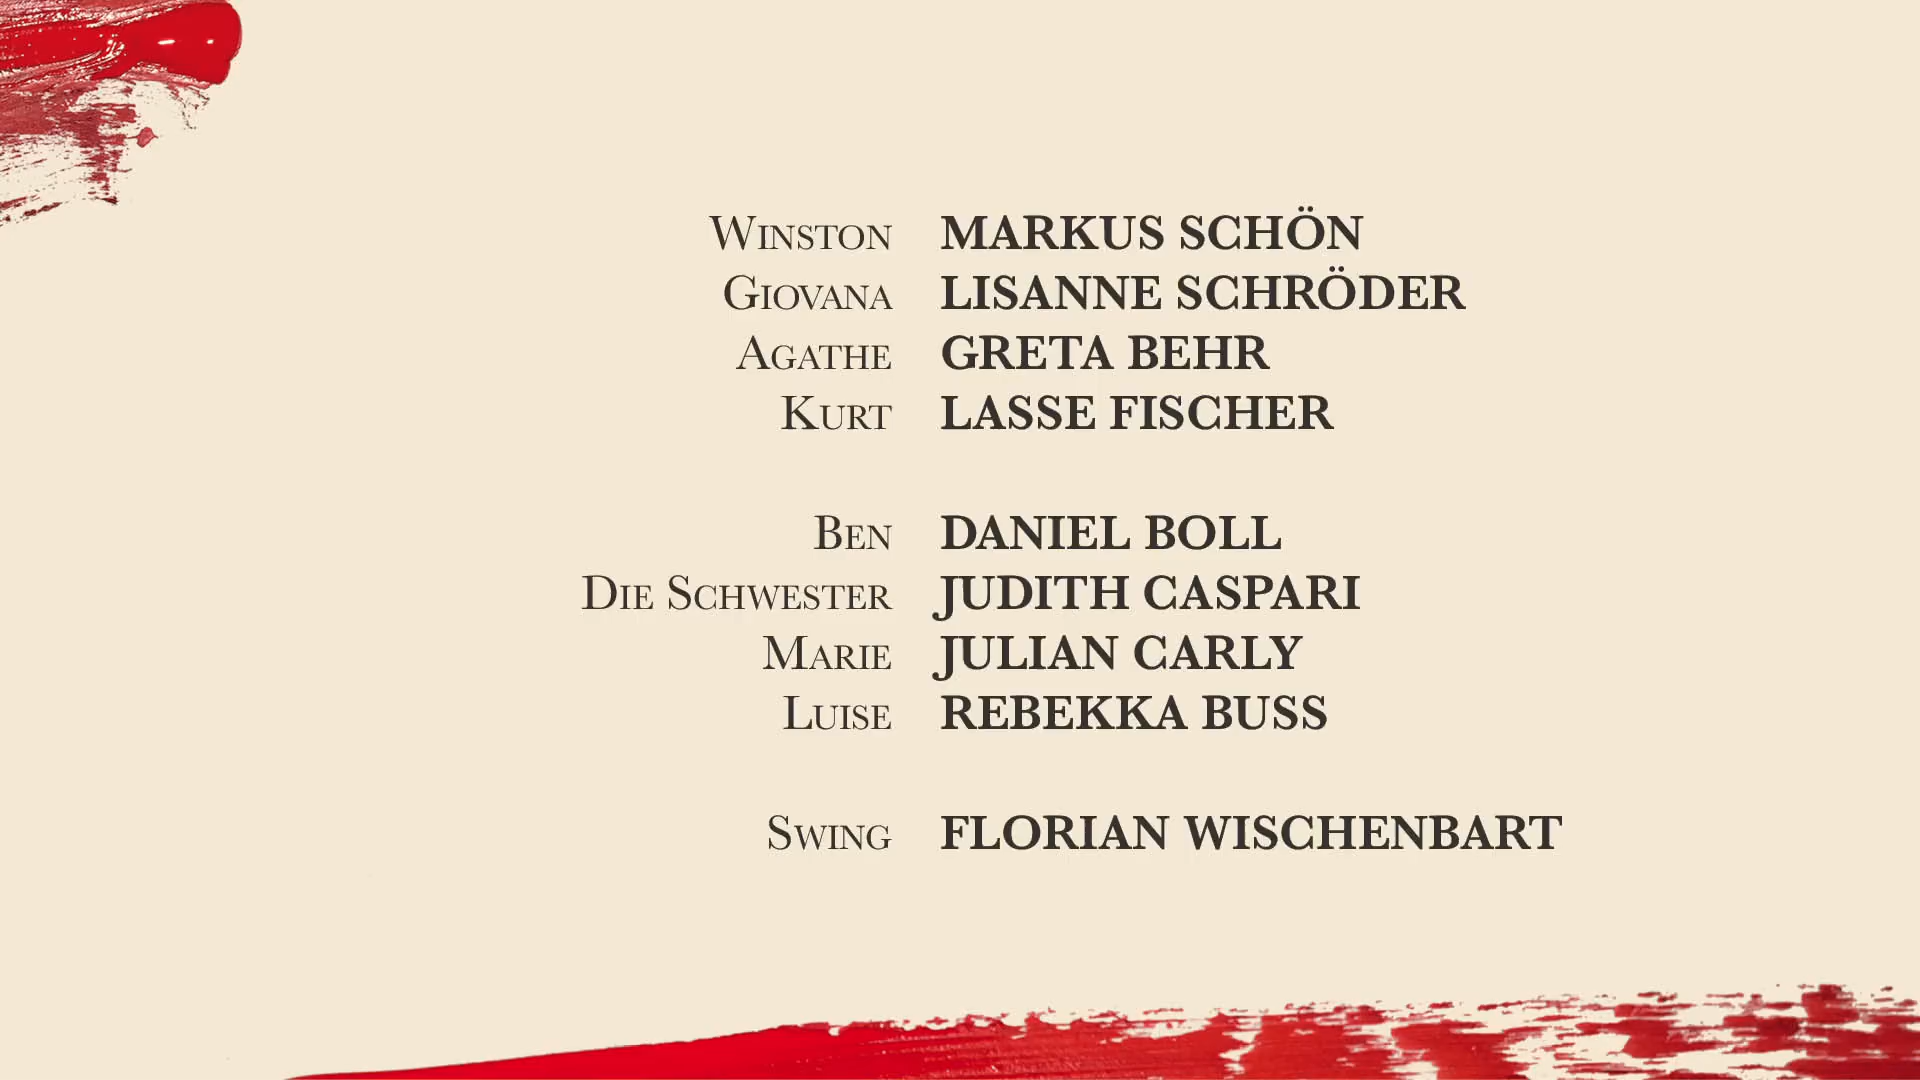 Winston MARKUS SCHÖN
Giovana LISANNE SCHRÖDER
Agathe GRETA BEHR
Kurt LASSE FISCHER
Ben DANIEL BOLL
Die Schwester JUDITH CASPARI
Marie JULIAN CARLY
Luise REBEKKA BUSS
Swing FLORIAN WISCHENBART